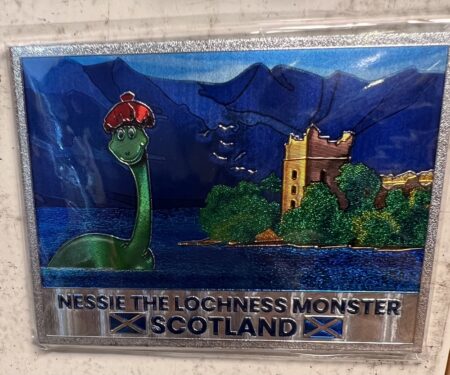 NESSIE THE LOCHNESS MONSTER
SCOTLAND